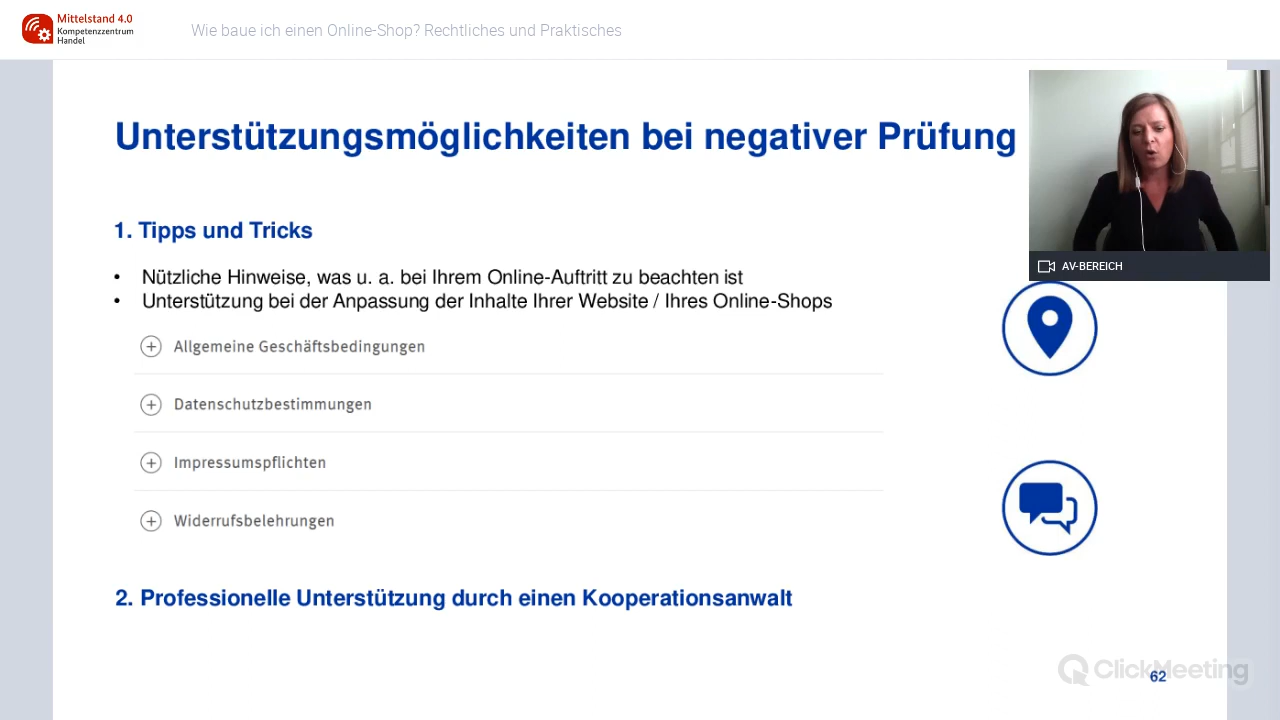 Mittelstand 4.0
Kompetenzzentrum
Handel
Wie baue ich einen Online-Shop? Rechtliches und Praktisches
Unterstützungsmöglichkeiten bei negativer Prüfung
AV-BEREICH
1. Tipps und Tricks
• Nützliche Hinweise, was u. a. bei Ihrem Online-Auftritt zu beachten ist
• Unterstützung bei der Anpassung der Inhalte Ihrer Website / Ihres Online-Shops
Allgemeine Geschäftsbedingungen
Datenschutzbestimmungen
Impressumspflichten
Widerrufsbelehrungen
2. Professionelle Unterstützung durch einen Kooperationsanwalt
ClickMeeting
62